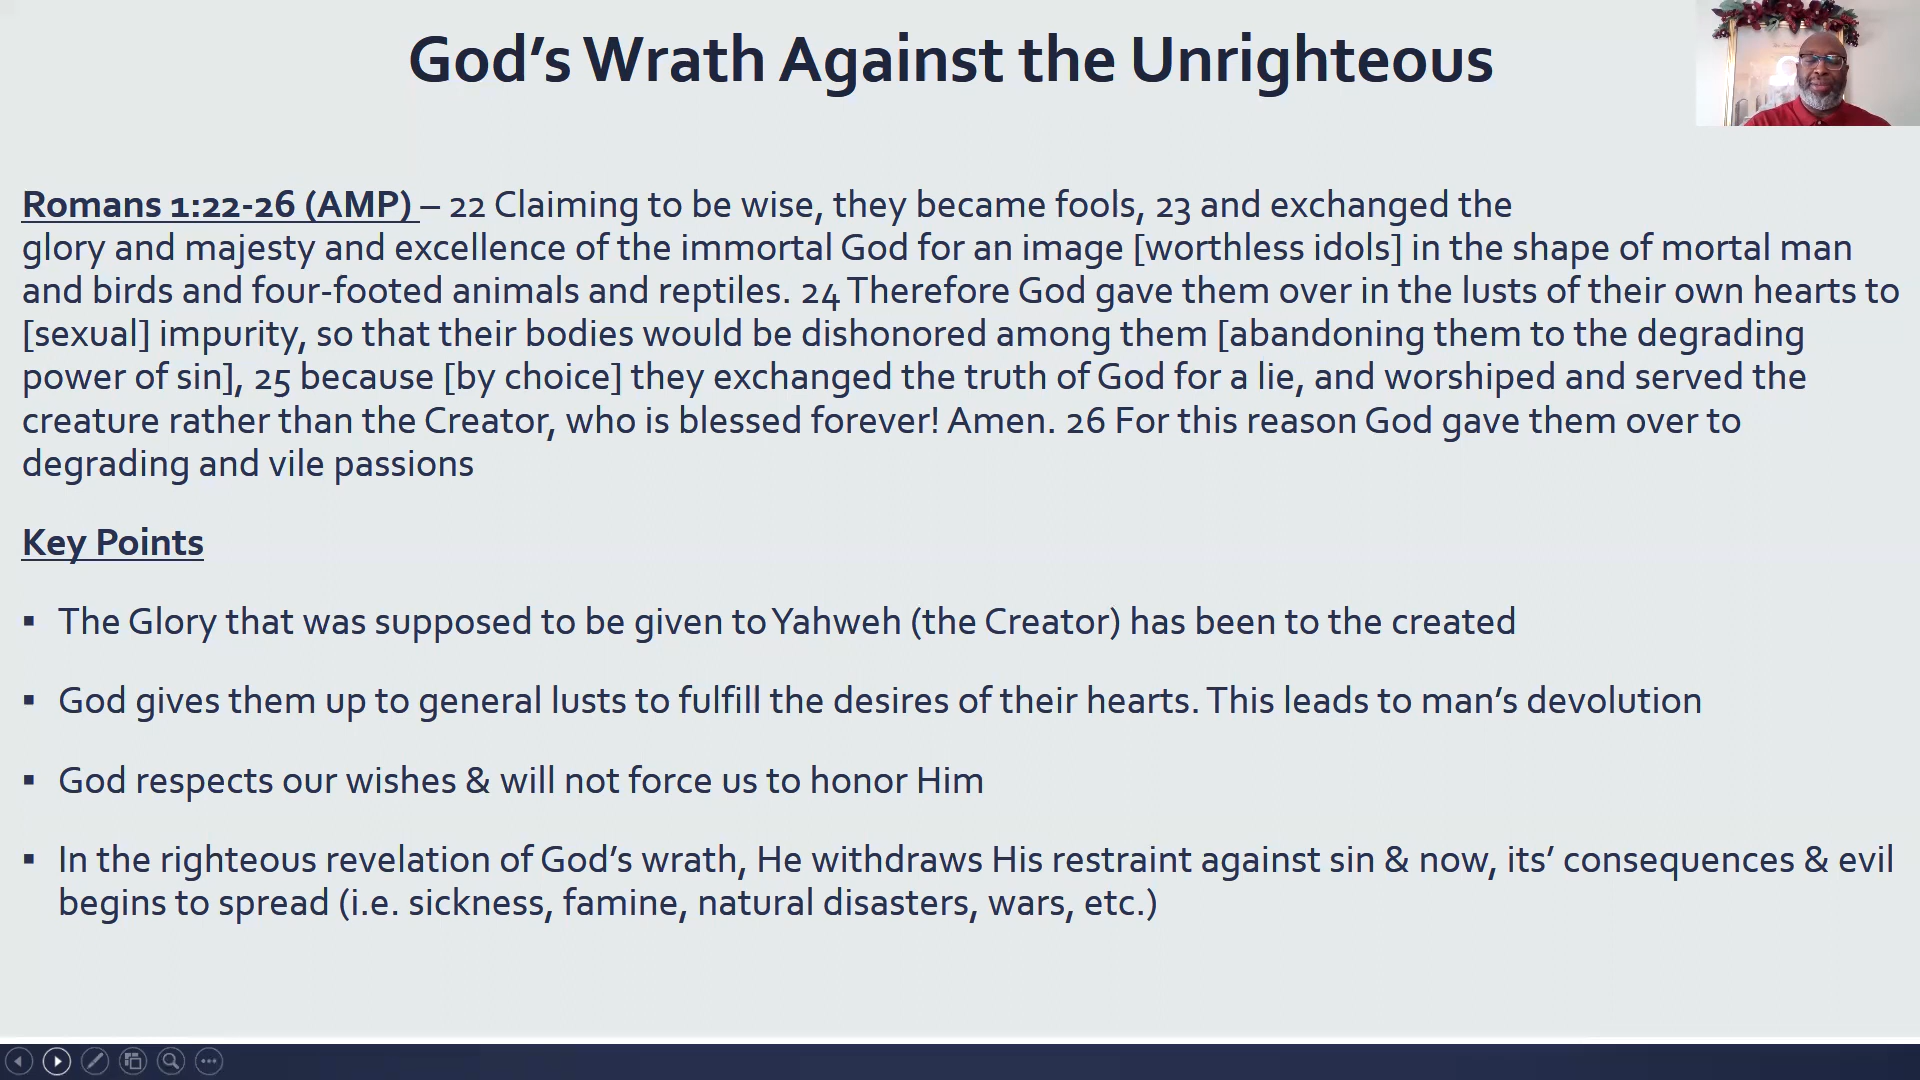 God’s Wrath Against the Unrighteous
Romans 1:22-26 (AMP) – 22 Claiming to be wise, they became fools, 23 and exchanged the
glory and majesty and excellence of the immortal God for an image [worthless idols] in the shape of mortal man
and birds and four-footed animals and reptiles. 24 Therefore God gave them over in the lusts of their own hearts to
[sexual] impurity, so that their bodies would be dishonored among them [abandoning them to the degrading
power of sin], 25 because [by choice] they exchanged the truth of God for a lie, and worshiped and served the
creature rather than the Creator, who is blessed forever! Amen. 26 For this reason God gave them over to
degrading and vile passions
Key Points
▪ The Glory that was supposed to be given to Yahweh (the Creator) has been to the created
▪ God gives them up to general lusts to fulfill the desires of their hearts. This leads to man’s devolution
▪ God respects our wishes & will not force us to honor Him
▪ In the righteous revelation of God’s wrath, He withdraws His restraint against sin & now, its’ consequences & evil
begins to spread (i.e. sickness, famine, natural disasters, wars, etc.)